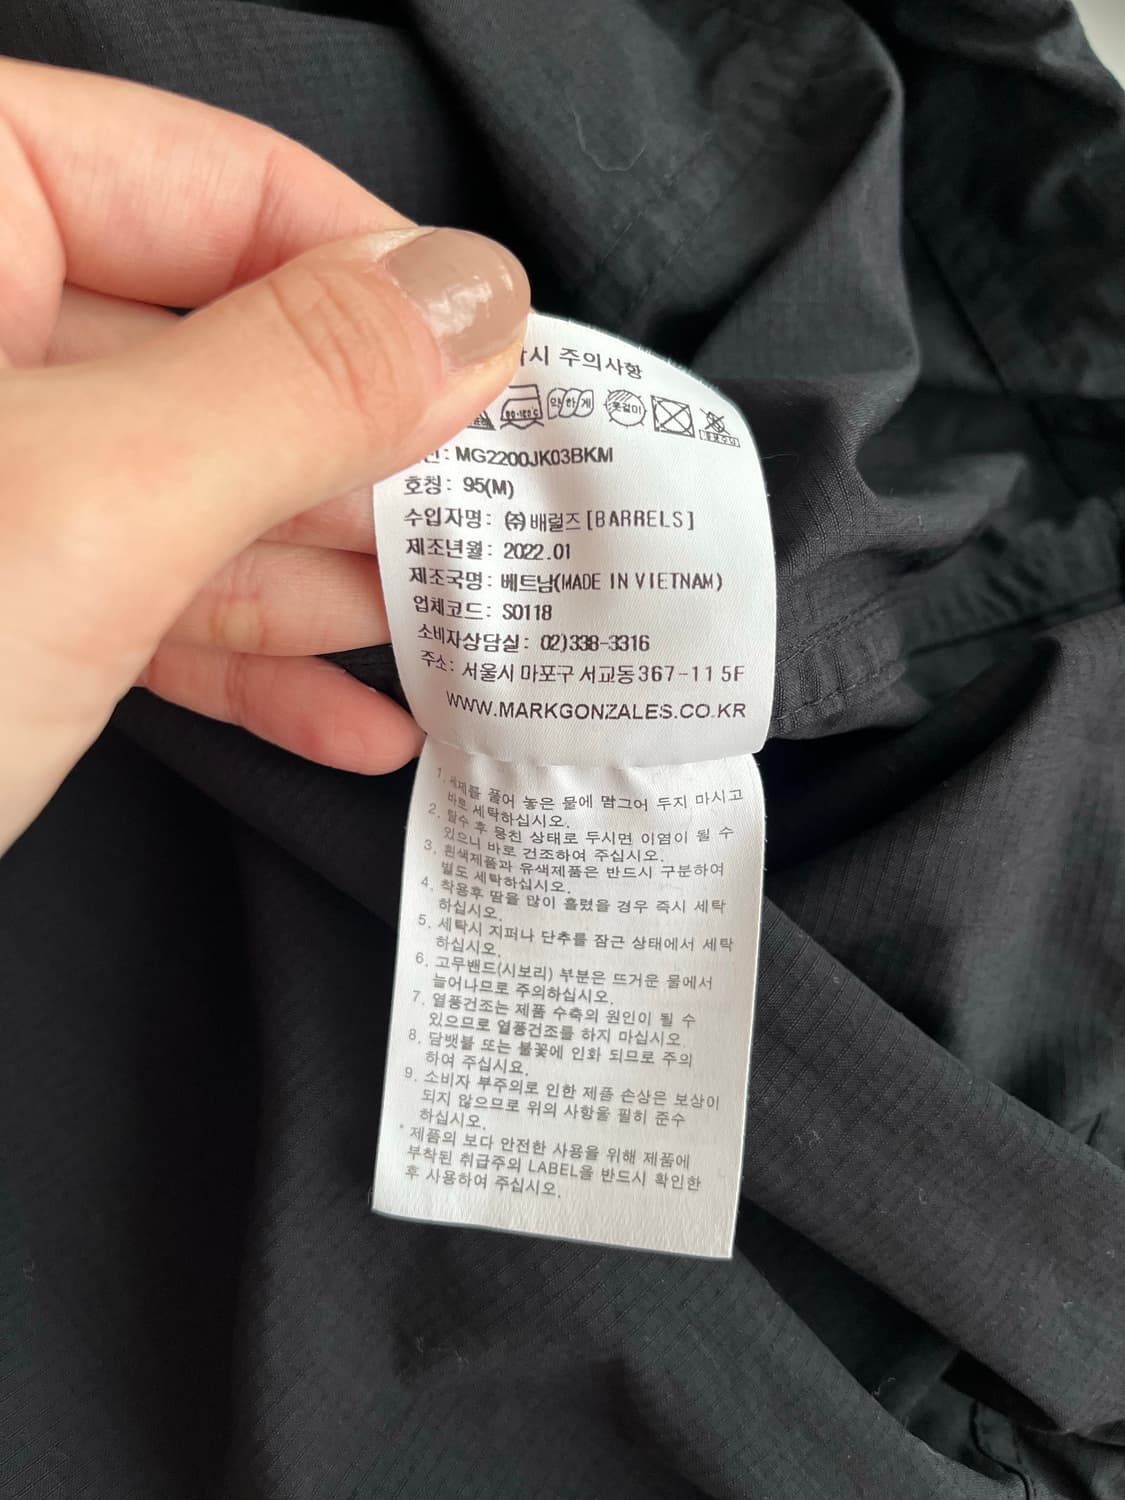 시 주의사항
80~120℃ 약하게 옷걸이
MG2200JK03BKM
호칭: 95(M)
수입자명: ㈜배럴즈[BARRELS]
제조년월: 2022.01
제조국명: 베트남(MADE IN VIETNAM)
업체코드: S0118
소비자상담실: 02)338-3316
주소: 서울시 마포구 서교동367-11 5F
WWW.MARKGONZALES.CO.KR
1. 세제를 풀어 놓은 물에 담그어 두지 마시고
바로 세탁하십시오.
2. 탈수 후 뭉친 상태로 두시면 이염이 될 수
있으니 바로 건조하여 주십시오.
3. 흰색제품과 유색제품은 반드시 구분하여
별도 세탁하십시오.
4. 착용후 땀을 많이 흘렸을 경우 즉시 세탁
하십시오.
5. 세탁시 지퍼나 단추를 잠근 상태에서 세탁
하십시오.
6. 고무밴드(시보리) 부분은 뜨거운 물에서
늘어나므로 주의하십시오.
7. 열풍건조는 제품 수축의 원인이 될 수
있으므로 열풍건조를 하지 마십시오
8. 담뱃불 또는 불꽃에 인화 되므로 주의
하여 주십시요.
9. 소비자 부주의로 인한 제품 손상은 보상이
되지 않으므로 위의 사항을 필히 준수
하십시오.
* 제품의 보다 안전한 사용을 위해 제품에
부착된 취급주의 LABEL을 반드시 확인한
후 사용하여 주십시오.